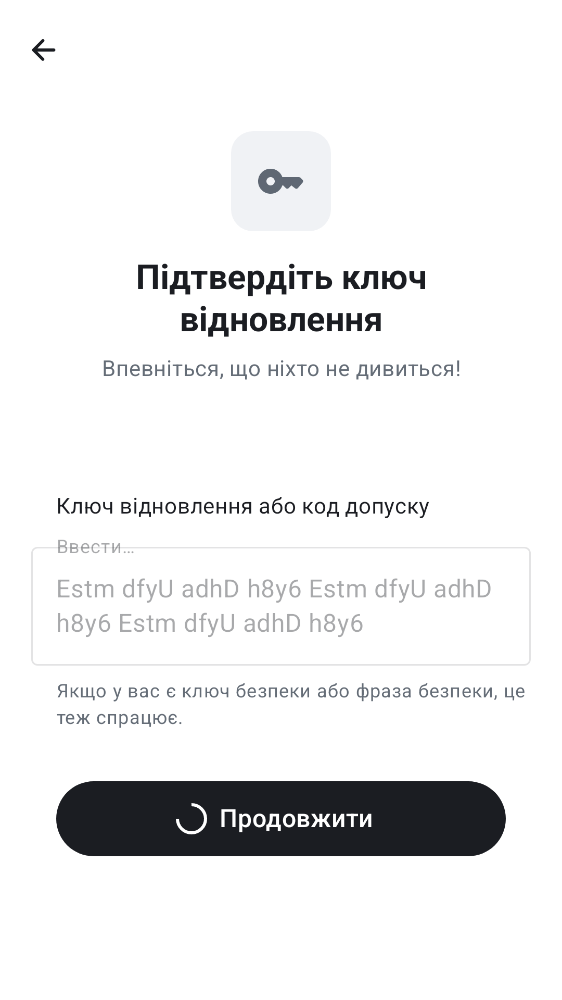 Підтвердіть ключ
відновлення
Впевніться, що ніхто не дивиться!
Ключ відновлення або код допуску
Ввести…
Estm dfyU adhD h8y6 Estm dfyU adhD
h8y6 Estm dfyU adhD h8y6
Якщо у вас є ключ безпеки або фраза безпеки, це
теж спрацює.
Продовжити